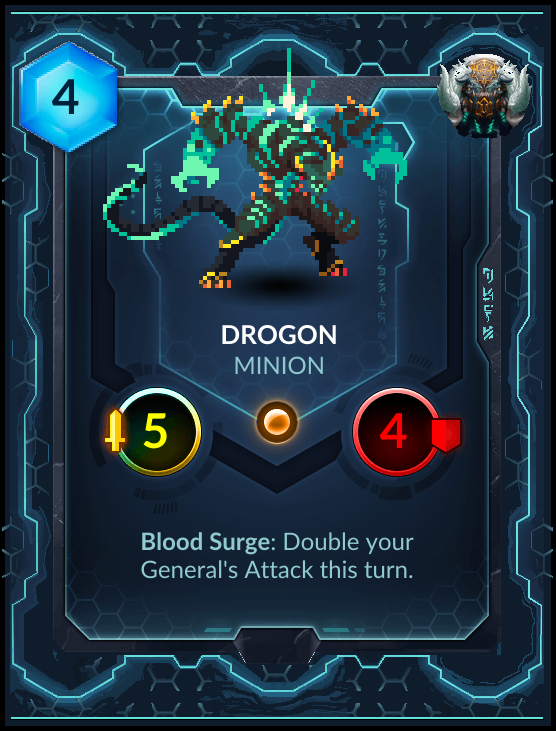 4
DROGON
MINION
5
4
Blood Surge: Double your
General's Attack this turn.